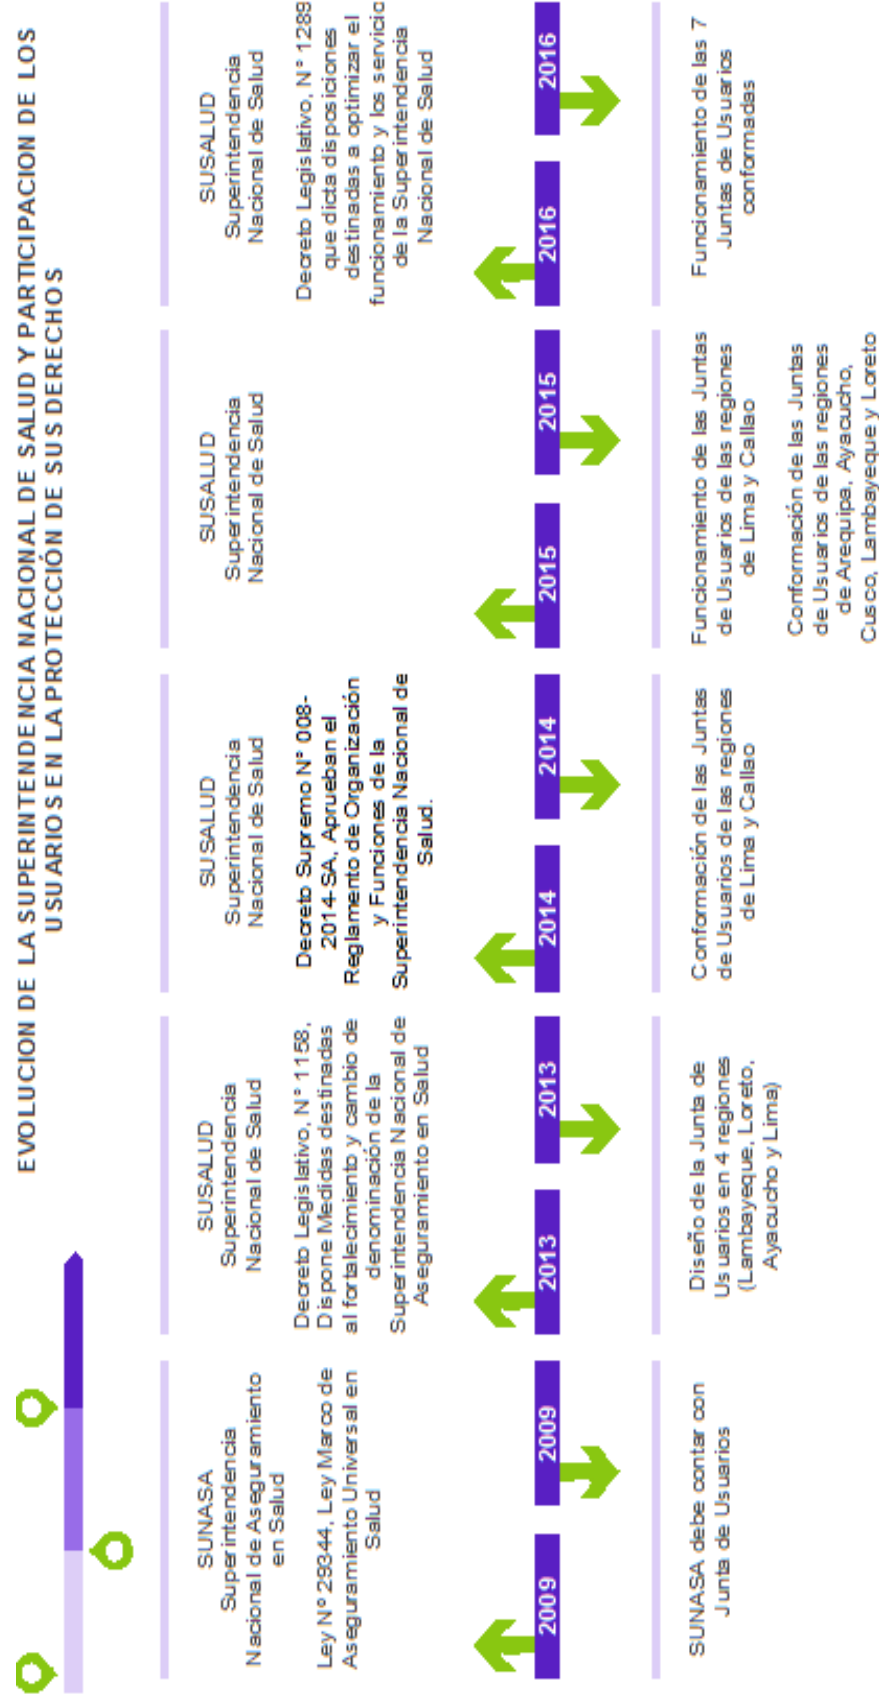 EVOLUCION DE LA SUPERINTENDENCIA NACIONAL DE SALUD Y PARTICIPACION DE LOS
USUARIOS EN LA PROTECCIÓN DE SUS DERECHOS
SUNASA
Superintendencia
Nacional de Aseguramiento
en Salud
Ley Nº 29344, Ley Marco de
Aseguramiento Universal en
Salud
SUSALUD
Superintendencia
Nacional de Salud
Decreto Legislativo, N° 1158,
Dispone Medidas destinadas
al fortalecimiento y cambio de
denominación de la
Superintendencia Nacional de
Aseguramiento en Salud
SUSALUD
Superintendencia
Nacional de Salud
Decreto Supremo N° 008-
2014-SA, Aprueban el
Reglamento de Organización
y Funciones de la
Superintendencia Nacional de
Salud.
SUSALUD
Superintendencia
Nacional de Salud
SUSALUD
Superintendencia
Nacional de Salud
Decreto Legislativo, N° 1289
que dicta disposiciones
destinadas a optimizar el
funcionamiento y los servicio
de la Superintendencia
Nacional de Salud
2009
2009
2013
2013
2014
2014
2015
2015
2016
2016
SUNASA debe contar con
Junta de Usuarios
Diseño de la Junta de
Usuarios en 4 regiones
(Lambayeque, Loreto,
Ayacucho y Lima)
Conformación de las Juntas
de Usuarios de las regiones
de Lima y Callao
Funcionamiento de las Juntas
de Usuarios de las regiones
de Lima y Callao
Conformación de las Juntas
de Usuarios de las regiones
de Arequipa, Ayacucho,
Cusco, Lambayeque y Loreto
Funcionamiento de las 7
Juntas de Usuarios
conformadas